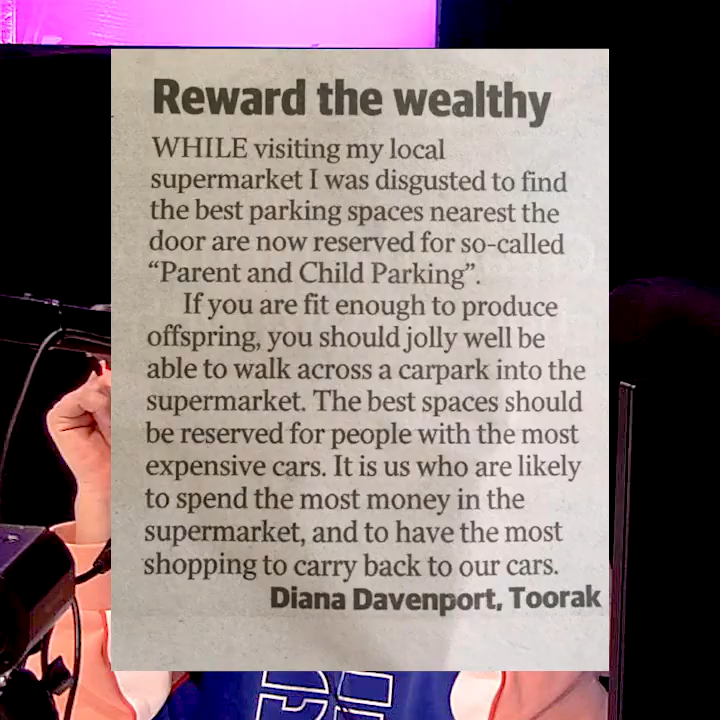 Reward the wealthy
WHILE visiting my local
supermarket I was disgusted to find
the best parking spaces nearest the
door are now reserved for so-called
“Parent and Child Parking”.
If you are fit enough to produce
offspring, you should jolly well be
able to walk across a carpark into the
supermarket. The best spaces should
be reserved for people with the most
expensive cars. It is us who are likely
to spend the most money in the
supermarket, and to have the most
shopping to carry back to our cars.
Diana Davenport, Toorak